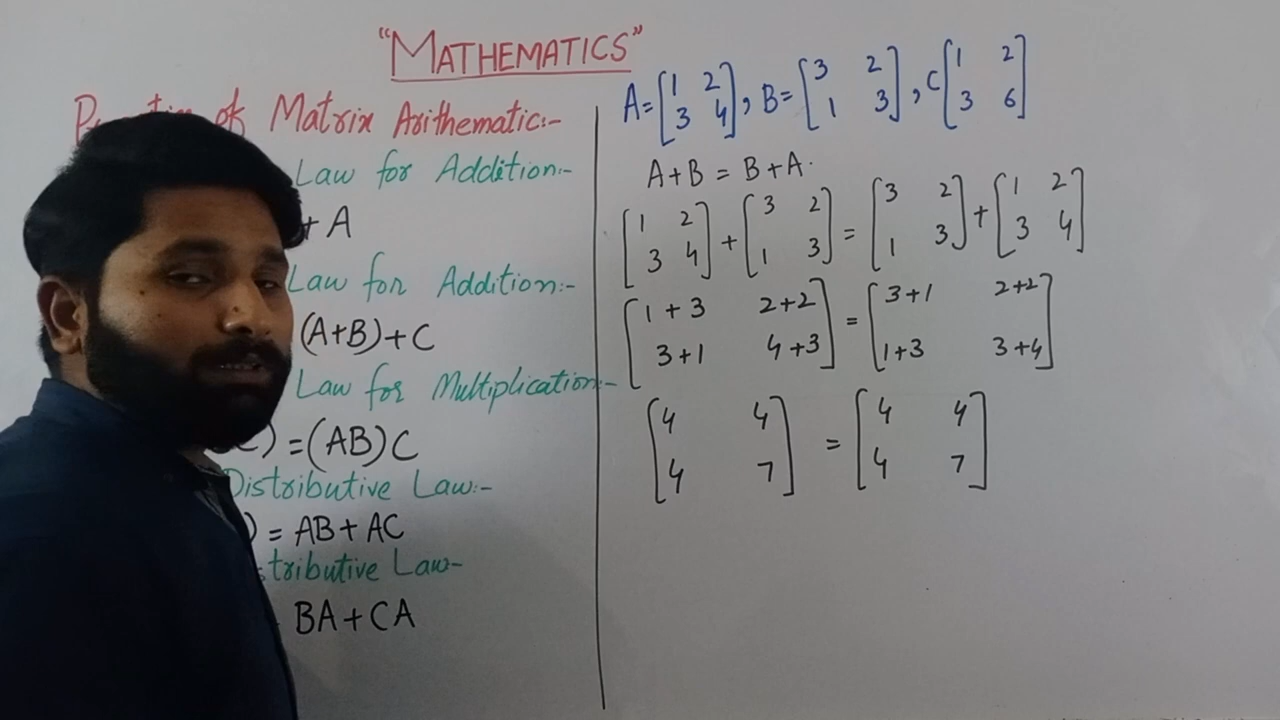 “MATHEMATICS”
of Matrix Arithematic:-
Law for Addition:-
+ A
Law for Addition:-
(A+B)+C
Law for Multiplication:-
) =(AB)C
Distributive Law:-
) = AB+ AC
tributive Law-
BA+CA
A=[1 2
3 4], B=[3 2
1 3], C[1 2
3 6]
A+B = B+A.
[1 2
3 4]+[3 2
1 3]=[3 2
1 3]+[1 2
3 4]
[1+3 2+2
3+1 4+3]=[3+1 2+2
1+3 3+4]
[4 4
4 7]=[4 4
4 7]